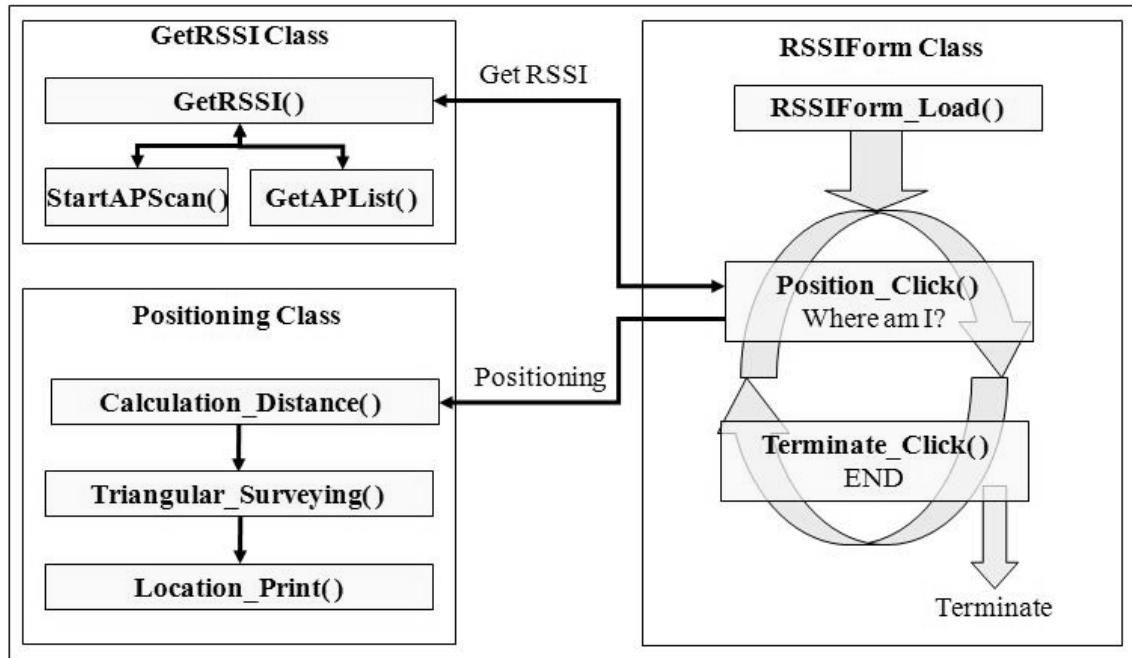 GetRSSI Class
GetRSSI()
StartAPScan()
GetAPList()
Get RSSI
Positioning Class
Calculation_Distance()
Triangular_Surveying()
Location_Print()
Positioning
RSSIForm Class
RSSIForm_Load()
Position_Click()
Where am I?
Terminate_Click()
END
Terminate